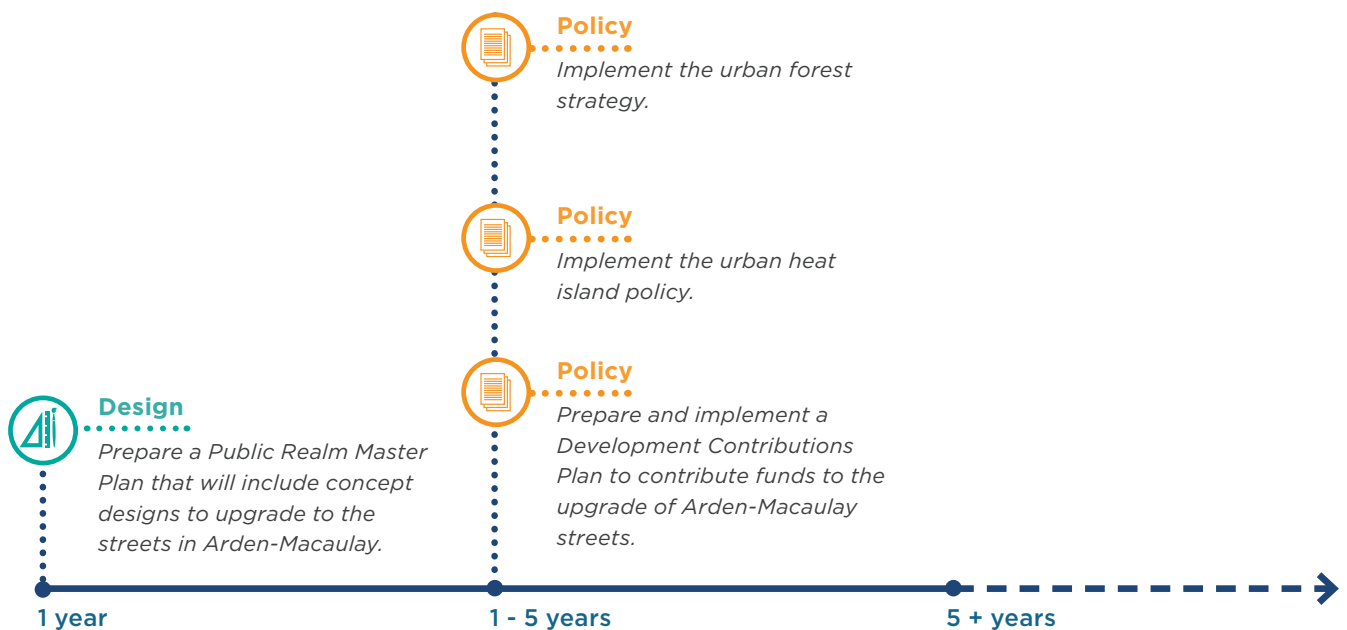 Policy
Implement the urban forest
strategy.
Policy
Implement the urban heat
island policy.
Policy
Prepare and implement a
Development Contributions
Plan to contribute funds to the
upgrade of Arden-Macaulay
streets.
Design
Prepare a Public Realm Master
Plan that will include concept
designs to upgrade to the
streets in Arden-Macaulay.
1 year
1 - 5 years
5 + years